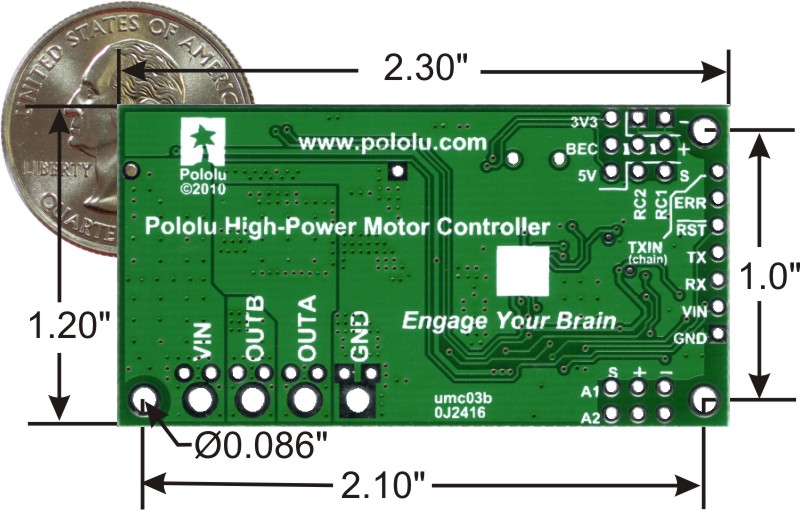 UNITED STATES OF AMERICA
LIBERTY
QUARTER
2.30"
1.20"
1.0"
2.10"
Ø0.086"
Pololu
©2010
www.pololu.com
Pololu High-Power Motor Controller
Engage Your Brain
VIN
OUTB
OUTA
GND
umc03b
0J2416
3V3
BEC
5V
−
+
S
RC2
RC1
ERR
RST
TX
RX
VIN
GND
TXIN
(chain)
S + −
A1
A2